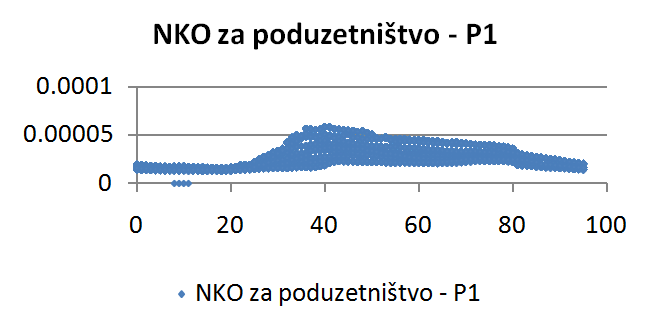 NKO za poduzetništvo - P1
0.0001
0.00005
0
0 20 40 60 80 100
NKO za poduzetništvo - P1